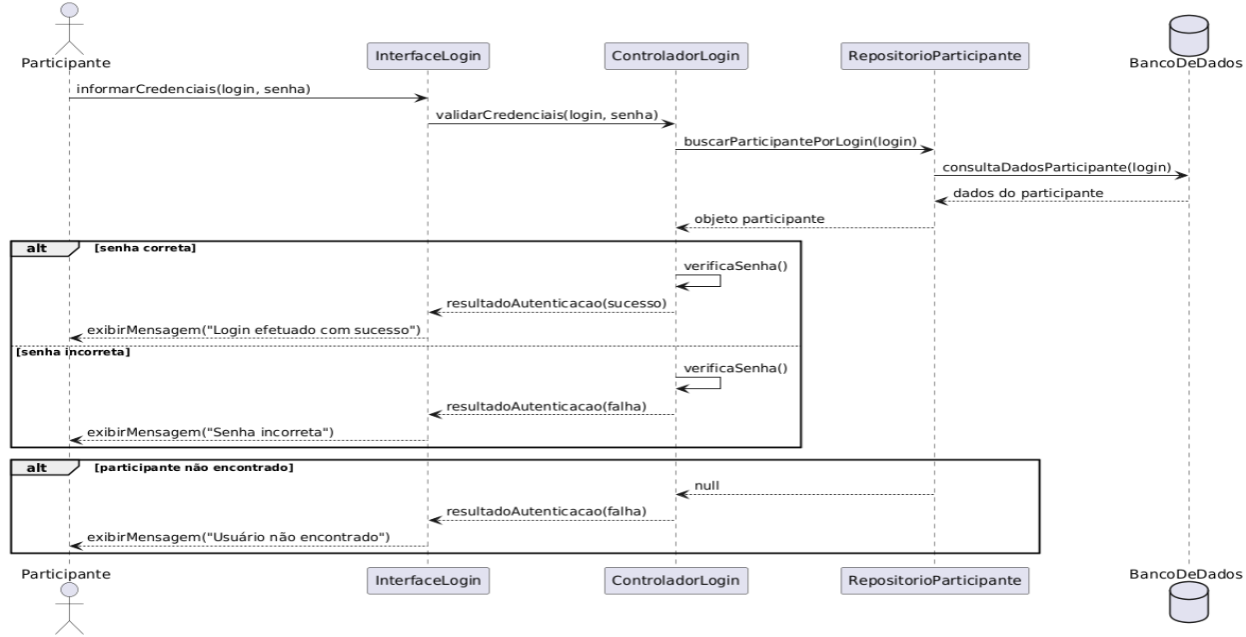 Participante
InterfaceLogin
ControladorLogin
RepositorioParticipante
BancoDeDados
informarCredenciais(login, senha)
validarCredenciais(login, senha)
buscarParticipantePorLogin(login)
consultaDadosParticipante(login)
dados do participante
objeto participante
alt [senha correta]
verificaSenha()
resultadoAutenticacao(sucesso)
exibirMensagem("Login efetuado com sucesso")
[senha incorreta]
verificaSenha()
resultadoAutenticacao(falha)
exibirMensagem("Senha incorreta")
alt [participante não encontrado]
null
resultadoAutenticacao(falha)
exibirMensagem("Usuário não encontrado")
Participante
InterfaceLogin
ControladorLogin
RepositorioParticipante
BancoDeDados